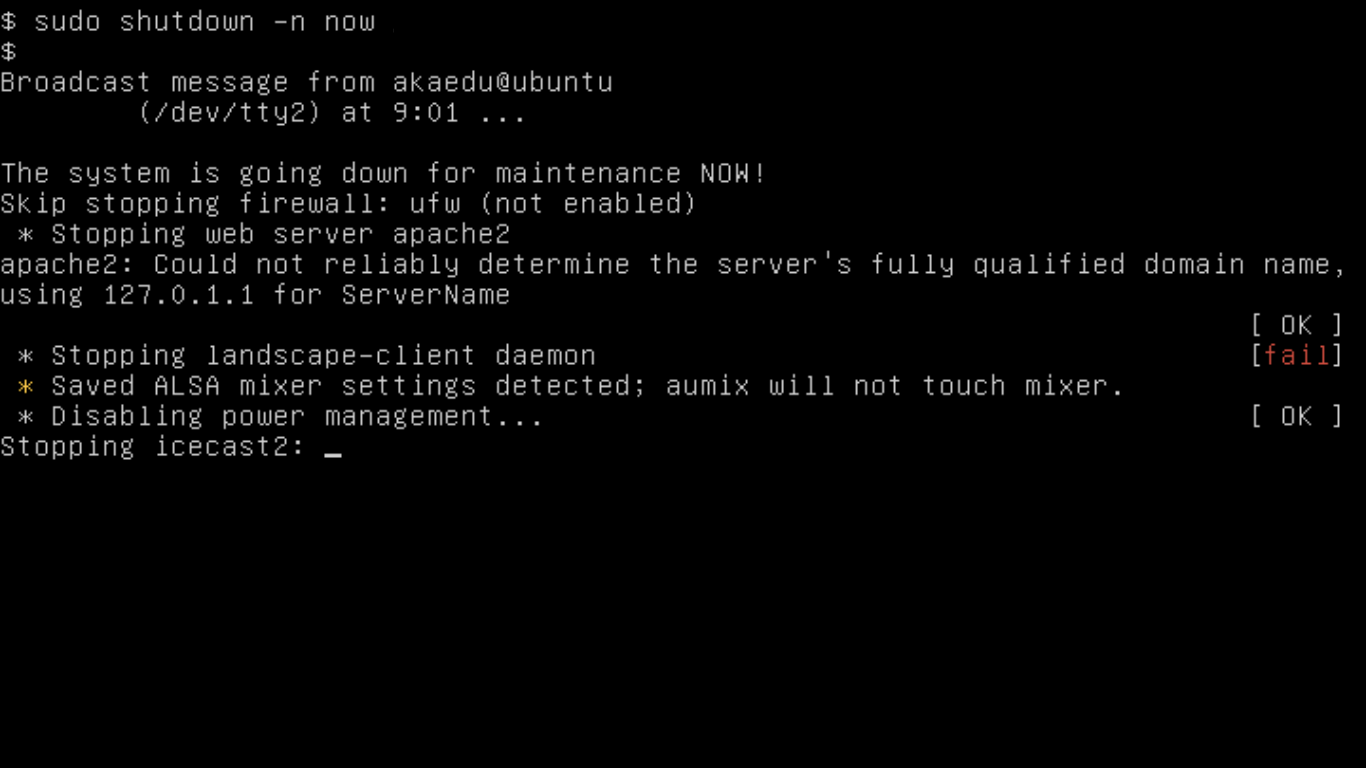 $ sudo shutdown -n now
$
Broadcast message from akaedu@ubuntu
(/dev/tty2) at 9:01 ...
The system is going down for maintenance NOW!
Skip stopping firewall: ufw (not enabled)
* Stopping web server apache2
apache2: Could not reliably determine the server's fully qualified domain name,
using 127.0.1.1 for ServerName
[ OK ]
* Stopping landscape-client daemon [fail]
* Saved ALSA mixer settings detected; aumix will not touch mixer.
* Disabling power management... [ OK ]
Stopping icecast2: _